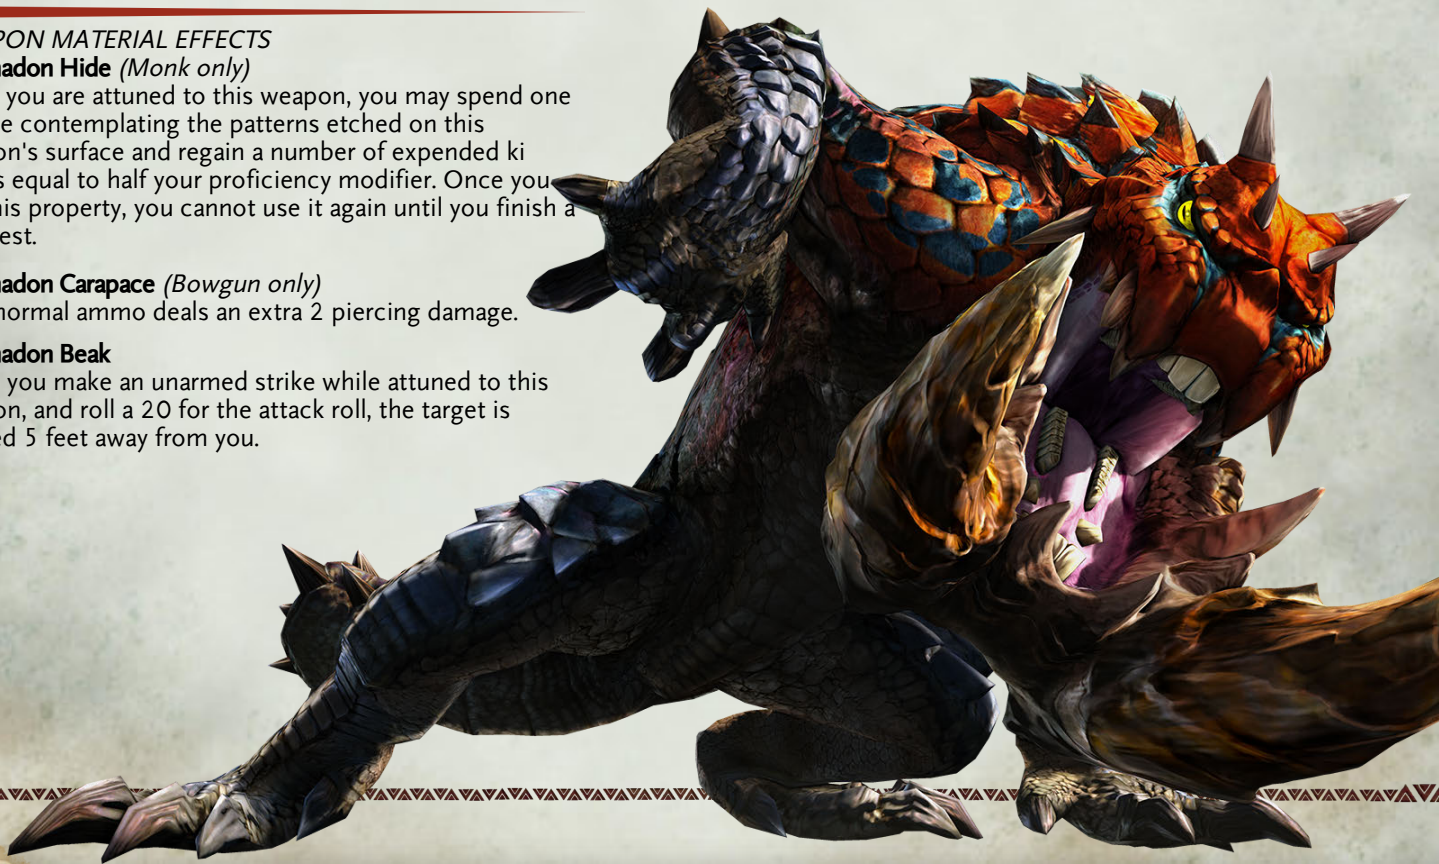 PON MATERIAL EFFECTS
adon Hide (Monk only)
you are attuned to this weapon, you may spend one
e contemplating the patterns etched on this
on's surface and regain a number of expended ki
s equal to half your proficiency modifier. Once you
his property, you cannot use it again until you finish a
est.
adon Carapace (Bowgun only)
normal ammo deals an extra 2 piercing damage.
adon Beak
you make an unarmed strike while attuned to this
on, and roll a 20 for the attack roll, the target is
ed 5 feet away from you.